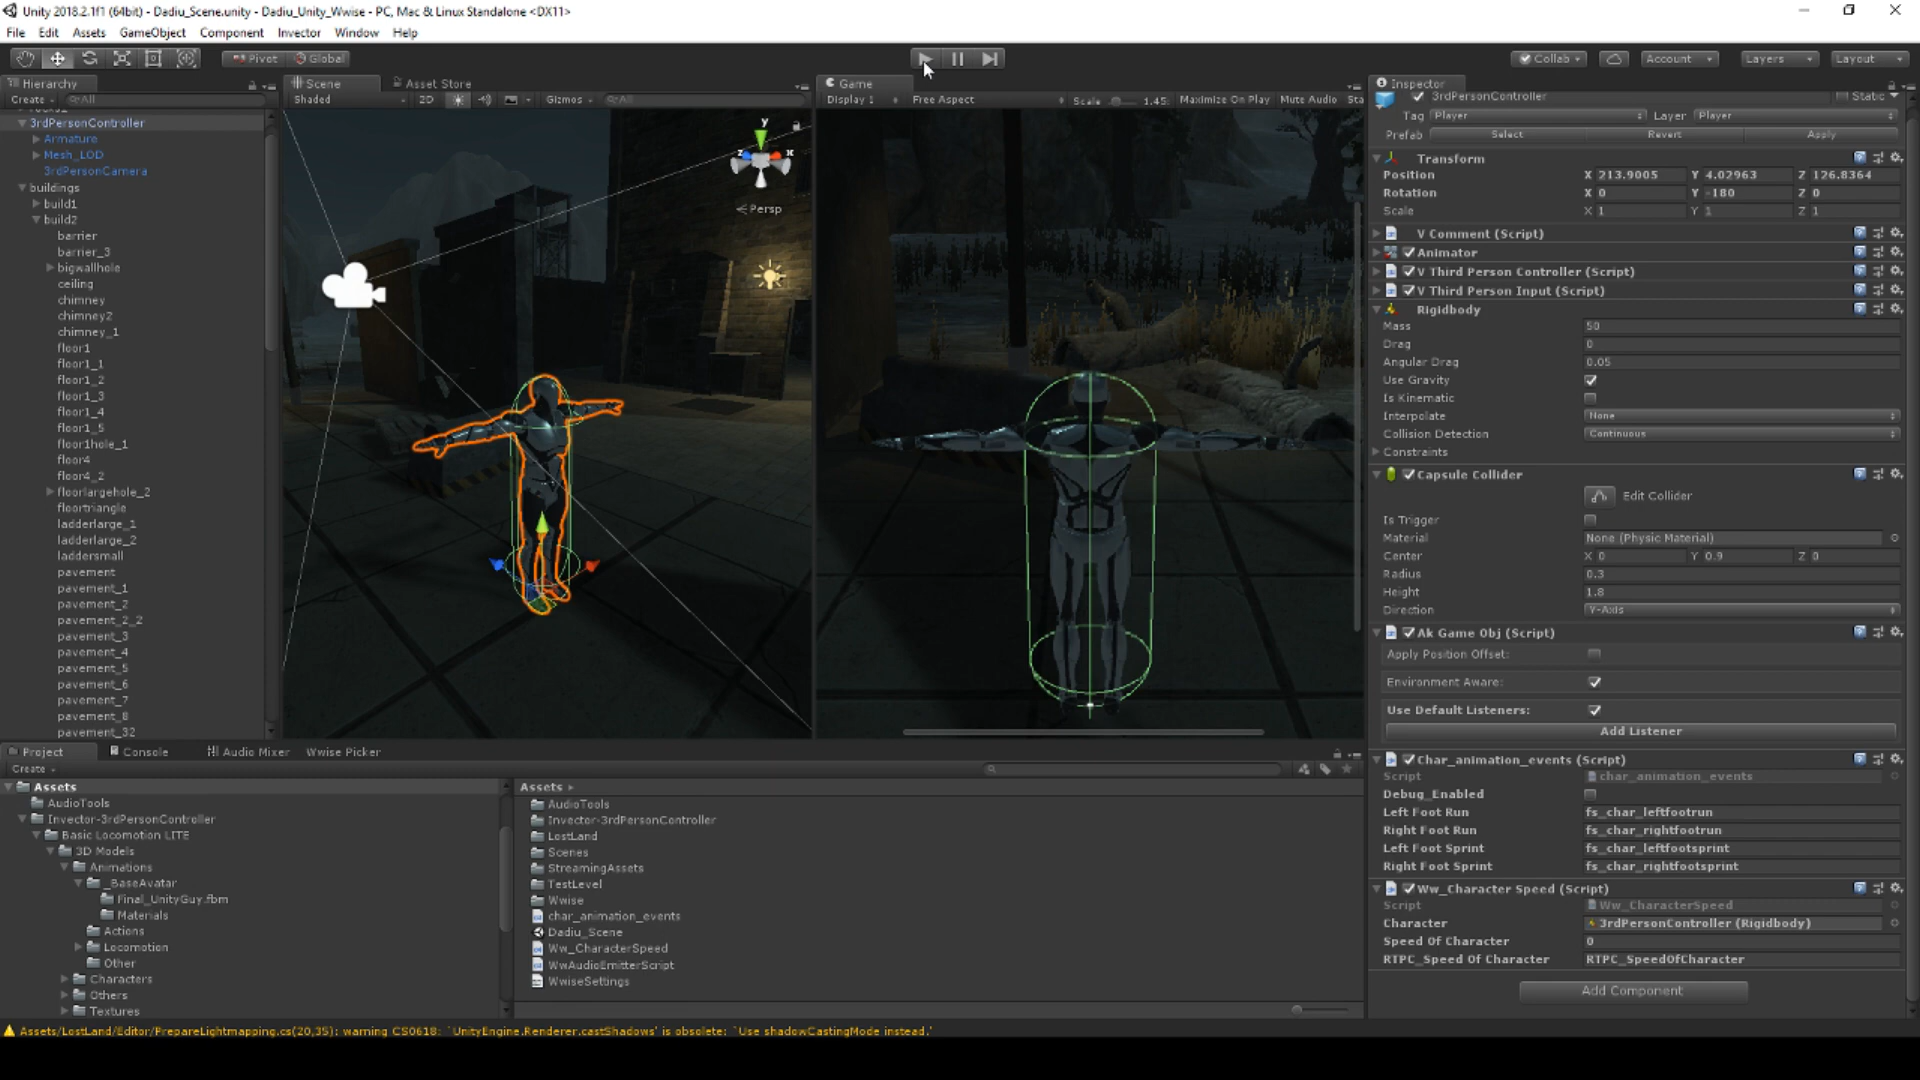 Unity 2018.2.1f1 (64bit) - Dadiu_Scene.unity - Dadiu_Unity_Wwise - PC, Mac & Linux Standalone <DX11>
File Edit Assets GameObject Component Invector Window Help
Pivot Global
Collab
Account
Layers
Layout
Hierarchy
Create
All
3rdPersonController
Armature
Mesh_LOD
3rdPersonCamera
buildings
build1
build2
barrier
barrier_3
bigwallhole
ceiling
chimney
chimney2
chimney_1
floor1
floor1_1
floor1_2
floor1_3
floor1_4
floor1_5
floor1hole_1
floor4
floor4_2
floorlargehole_2
floortriangle
ladderlarge_1
ladderlarge_2
laddersmall
pavement
pavement_1
pavement_2
pavement_2_2
pavement_3
pavement_4
pavement_5
pavement_6
pavement_7
pavement_8
pavement_32
Scene
Asset Store
Shaded
2D
Gizmos
All
y
z
x
Persp
Game
Display 1
Free Aspect
Scale
1.45:
Maximize On Play
Mute Audio
Sta
Inspector
3rdPersonController
Static
Tag Player
Layer Player
Prefab Select Revert Apply
Transform
Position X 213.9005 Y 4.02963 Z 126.8364
Rotation X 0 Y -180 Z 0
Scale X 1 Y 1 Z 1
V Comment (Script)
Animator
V Third Person Controller (Script)
V Third Person Input (Script)
Rigidbody
Mass 50
Drag 0
Angular Drag 0.05
Use Gravity
Is Kinematic
Interpolate None
Collision Detection Continuous
Constraints
Capsule Collider
Edit Collider
Is Trigger
Material None (Physic Material)
Center X 0 Y 0.9 Z 0
Radius 0.3
Height 1.8
Direction Y-Axis
Ak Game Obj (Script)
Apply Position Offset:
Environment Aware:
Use Default Listeners:
Add Listener
Char_animation_events (Script)
Script char_animation_events
Debug_Enabled
Left Foot Run fs_char_leftfootrun
Right Foot Run fs_char_rightfootrun
Left Foot Sprint fs_char_leftfootsprint
Right Foot Sprint fs_char_rightfootsprint
Ww_Character Speed (Script)
Script Ww_CharacterSpeed
Character 3rdPersonController (Rigidbody)
Speed Of Character 0
RTPC_Speed Of Character RTPC_SpeedOfCharacter
Add Component
Project
Console
Audio Mixer
Wwise Picker
Create
Assets
AudioTools
Invector-3rdPersonController
Basic Locomotion LITE
3D Models
Animations
_BaseAvatar
Final_UnityGuy.fbm
Materials
Actions
Locomotion
Other
Characters
Others
Textures
Assets
AudioTools
Invector-3rdPersonController
LostLand
Scenes
StreamingAssets
TestLevel
Wwise
char_animation_events
Dadiu_Scene
Ww_CharacterSpeed
WwAudioEmitterScript
WwiseSettings
Assets/LostLand/Editor/PrepareLightmapping.cs(20,35): warning CS0618: `UnityEngine.Renderer.castShadows' is obsolete: `Use shadowCastingMode instead.'